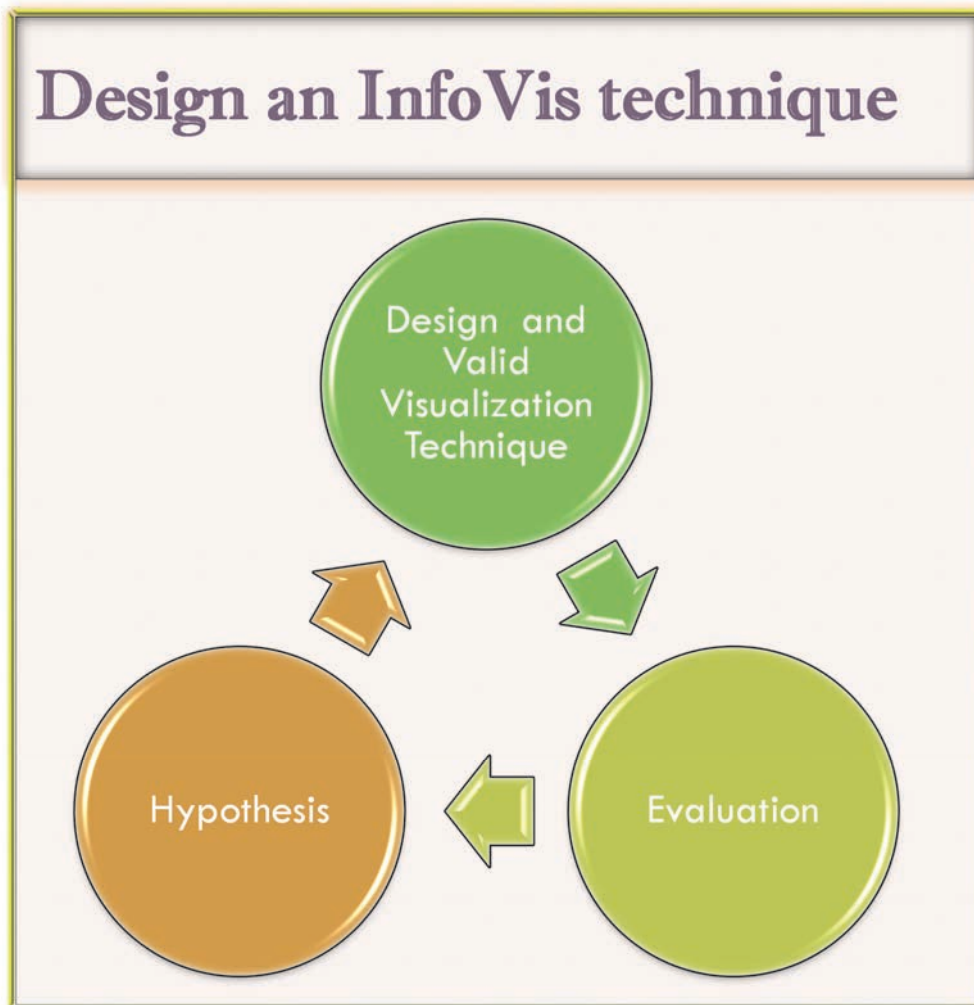 Design an InfoVis technique
Design and
Valid
Visualization
Technique
Hypothesis
Evaluation